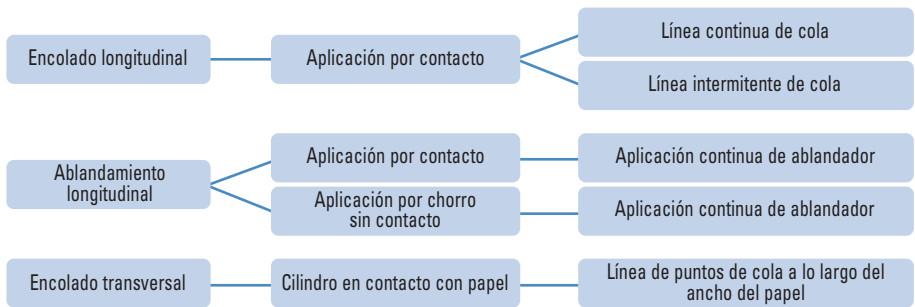 Encolado longitudinal
Aplicación por contacto
Línea continua de cola
Línea intermitente de cola
Ablandamiento
longitudinal
Aplicación por contacto
Aplicación continua de ablandador
Aplicación por chorro
sin contacto
Aplicación continua de ablandador
Encolado transversal
Cilindro en contacto con papel
Línea de puntos de cola a lo largo del
ancho del papel